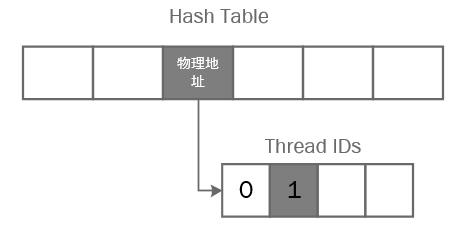 Hash Table
物理地
址
Thread IDs
0 1